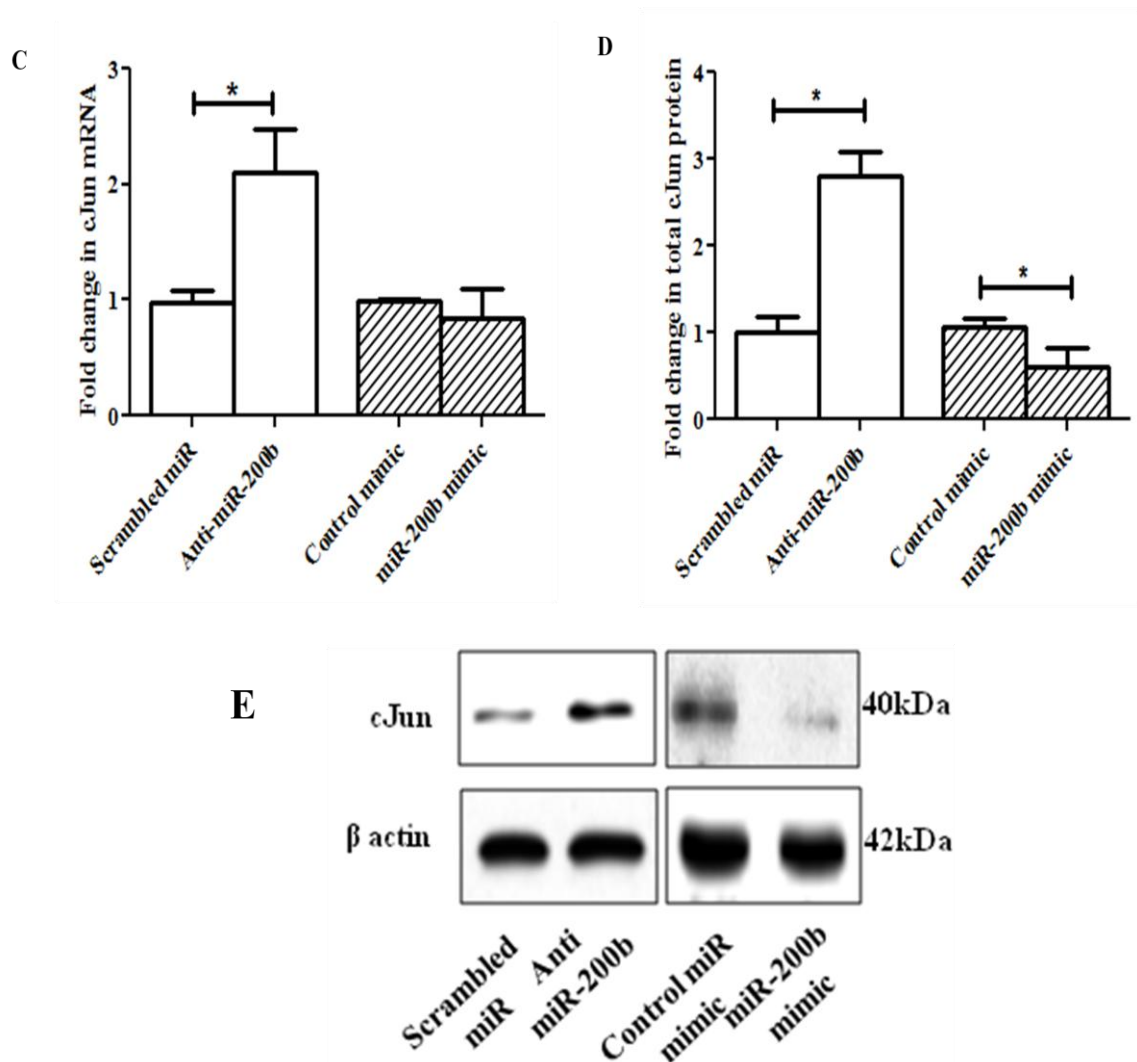 C
Fold change in cJun mRNA
3
2
1
0
*
Scrambled miR
Anti-miR-200b
Control mimic
miR-200b mimic
D
Fold change in total cJun protein
4
3
2
1
0
*
*
Scrambled miR
Anti-miR-200b
Control mimic
miR-200b mimic
E
cJun
40kDa
β actin
42kDa
Scrambled
miR
Anti
miR-200b
Control miR
mimic
miR-200b
mimic